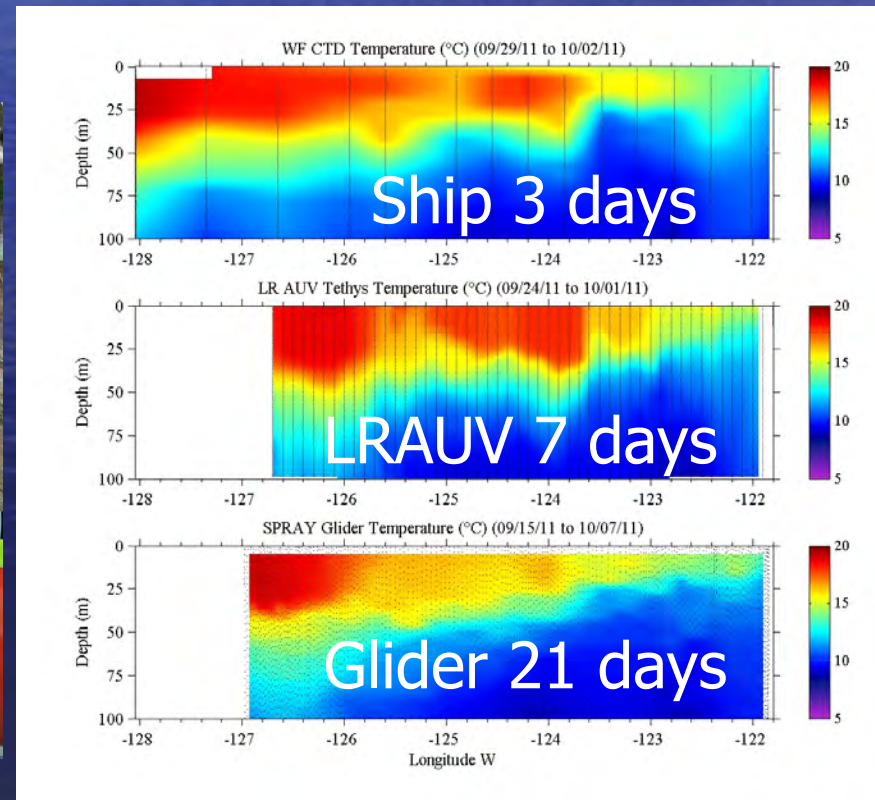 WF CTD Temperature (°C) (09/29/11 to 10/02/11)
0
25
50
75
100
Depth (m)
Ship 3 days
-128 -127 -126 -125 -124 -123 -122
20
15
10
5
LR AUV Tethys Temperature (°C) (09/24/11 to 10/01/11)
0
25
50
75
100
Depth (m)
LRAUV 7 days
-128 -127 -126 -125 -124 -123 -122
20
15
10
5
SPRAY Glider Temperature (°C) (09/15/11 to 10/07/11)
0
25
50
75
100
Depth (m)
Glider 21 days
-128 -127 -126 -125 -124 -123 -122
Longitude W
20
15
10
5